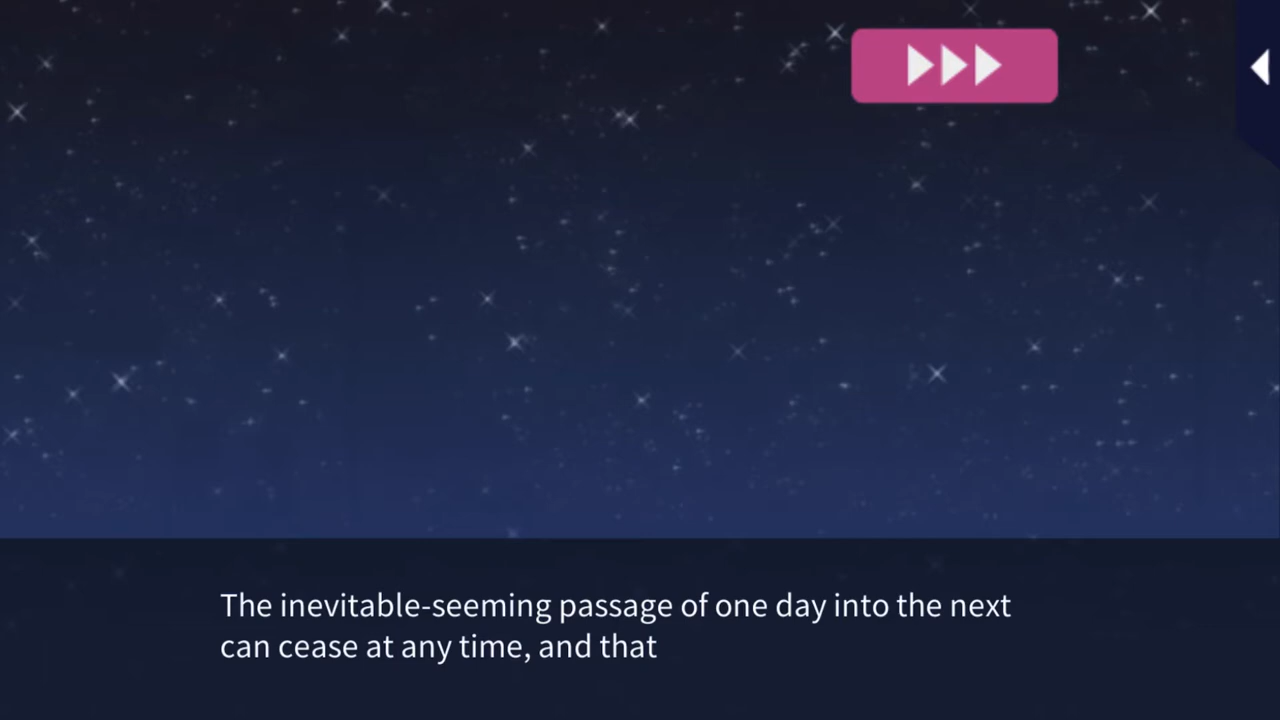 The inevitable-seeming passage of one day into the next
can cease at any time, and that